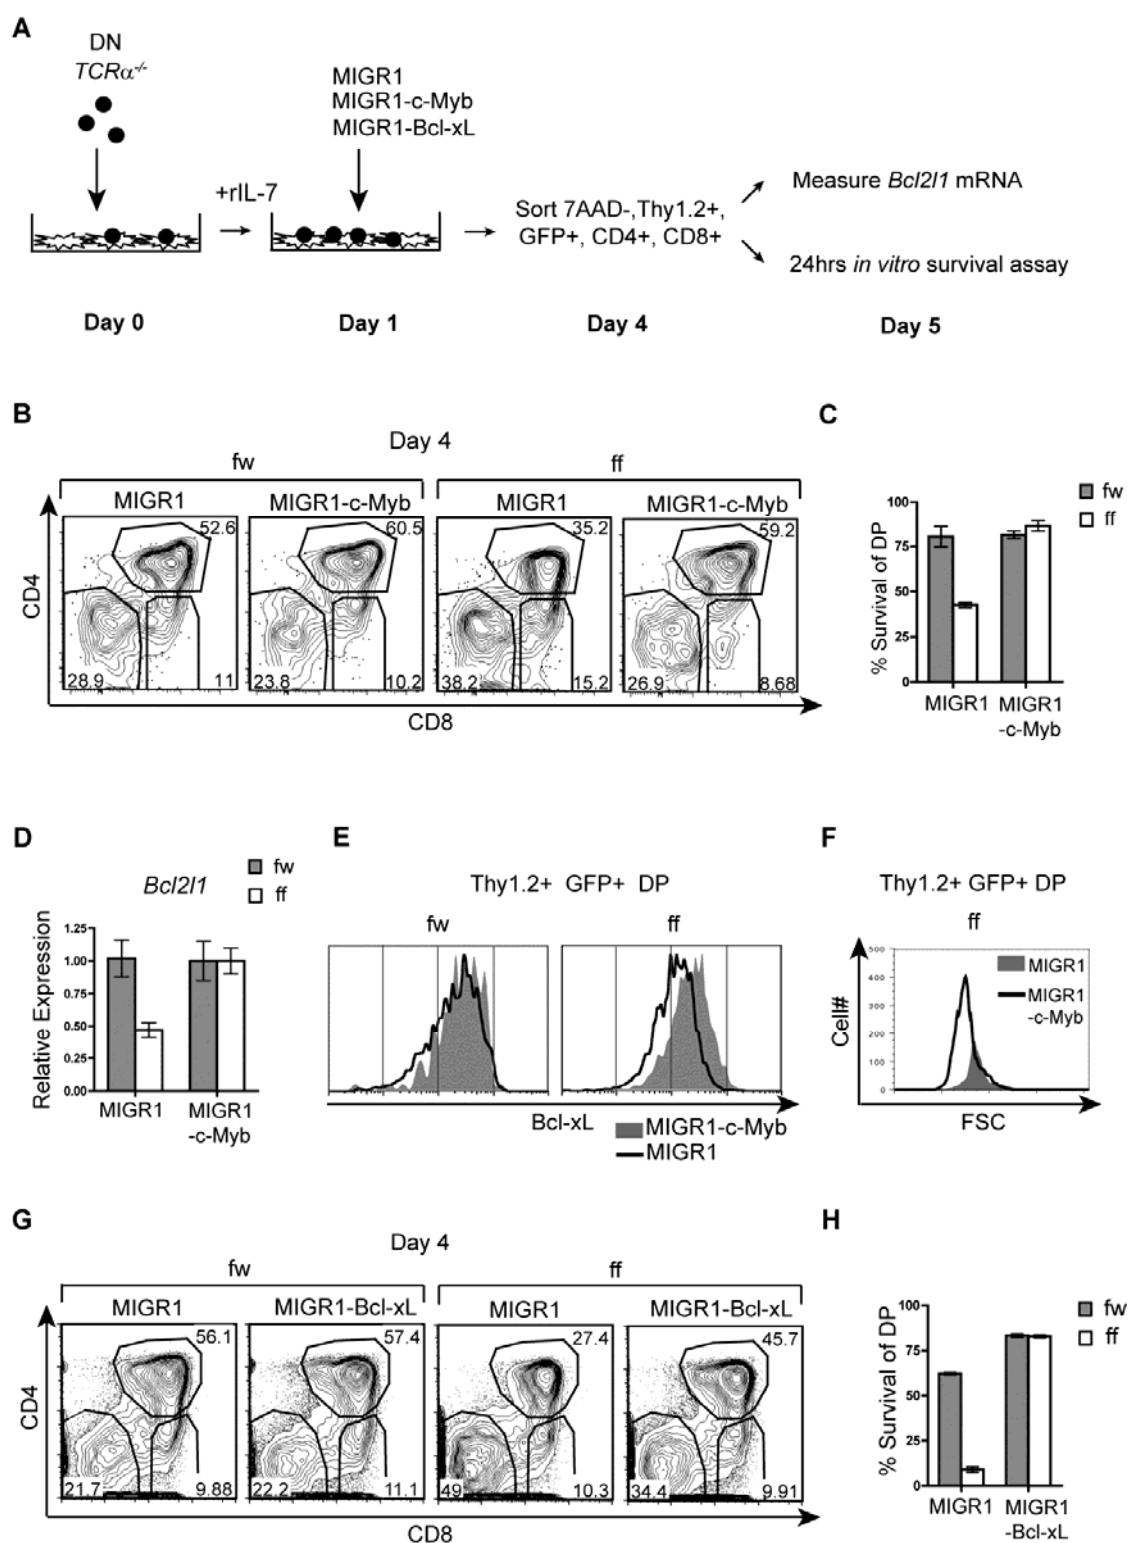 A
DN
TCRα-/-
MIGR1
MIGR1-c-Myb
MIGR1-Bcl-xL
+rIL-7
Sort 7AAD-,Thy1.2+,
GFP+, CD4+, CD8+
Measure Bcl2l1 mRNA
24hrs in vitro survival assay
Day 0
Day 1
Day 4
Day 5
B
Day 4
fw
ff
MIGR1
MIGR1-c-Myb
MIGR1
MIGR1-c-Myb
52.6
60.5
35.2
59.2
CD4
28.9
11
23.8
10.2
38.2
15.2
26.9
8.68
CD8
C
fw
ff
% Survival of DP
100
75
50
25
0
MIGR1
MIGR1
-c-Myb
D
Bcl2l1
fw
ff
Relative Expression
1.25
1.00
0.75
0.50
0.25
0.00
MIGR1
MIGR1
-c-Myb
E
Thy1.2+ GFP+ DP
fw
ff
Bcl-xL
MIGR1-c-Myb
MIGR1
F
Thy1.2+ GFP+ DP
ff
Cell#
500
400
300
200
100
0
MIGR1
MIGR1
-c-Myb
FSC
G
Day 4
fw
ff
MIGR1
MIGR1-Bcl-xL
MIGR1
MIGR1-Bcl-xL
56.1
57.4
27.4
45.7
CD4
21.7
9.88
22.2
11.1
49
10.3
34.4
9.91
CD8
H
fw
ff
% Survival of DP
100
75
50
25
0
MIGR1
MIGR1
-Bcl-xL